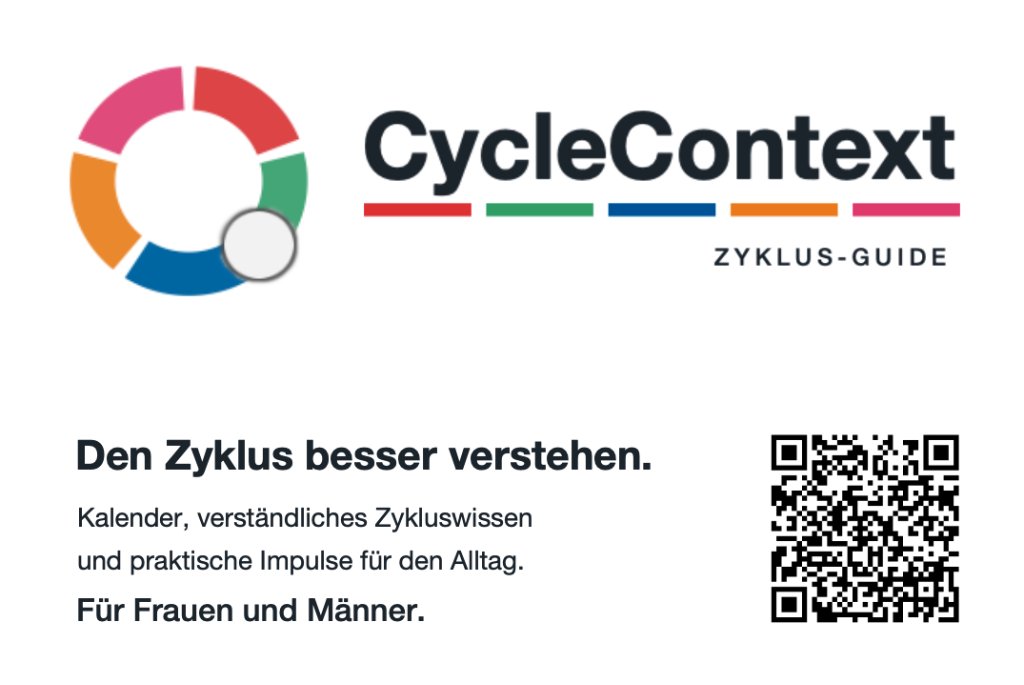 CycleContext
ZYKLUS-GUIDE
Den Zyklus besser verstehen.
Kalender, verständliches Zykluswissen
und praktische Impulse für den Alltag.
Für Frauen und Männer.